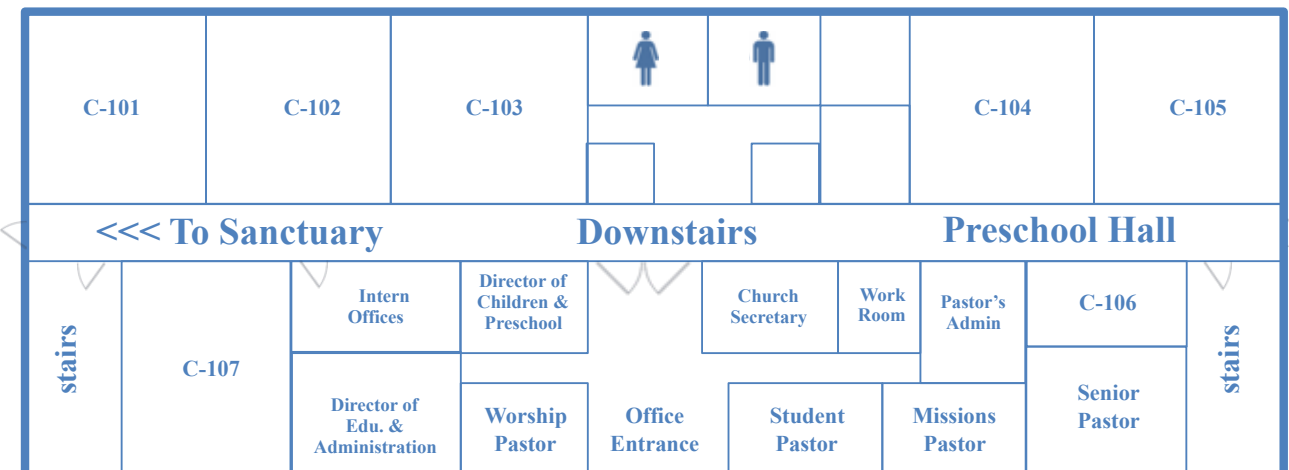 C-101
C-102
C-103
C-104
C-105
<<< To Sanctuary
Downstairs
Preschool Hall
stairs
C-107
Intern
Offices
Director of
Children &
Preschool
Church
Secretary
Work
Room
Pastor's
Admin
C-106
stairs
Director of
Edu. &
Administration
Worship
Pastor
Office
Entrance
Student
Pastor
Missions
Pastor
Senior
Pastor